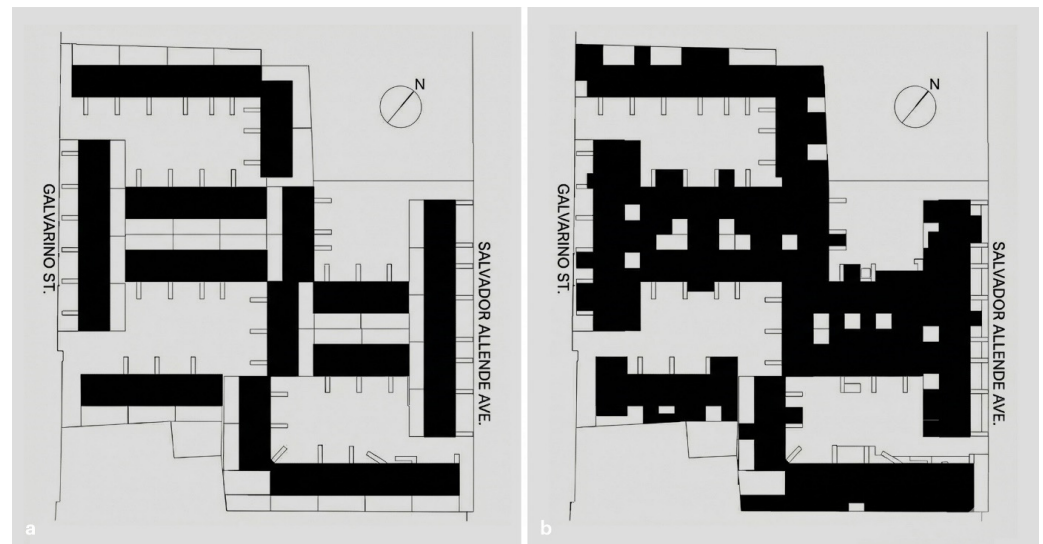 N
GALVARINO ST.
SALVADOR ALLENDE AVE.
a
N
GALVARINO ST.
SALVADOR ALLENDE AVE.
b